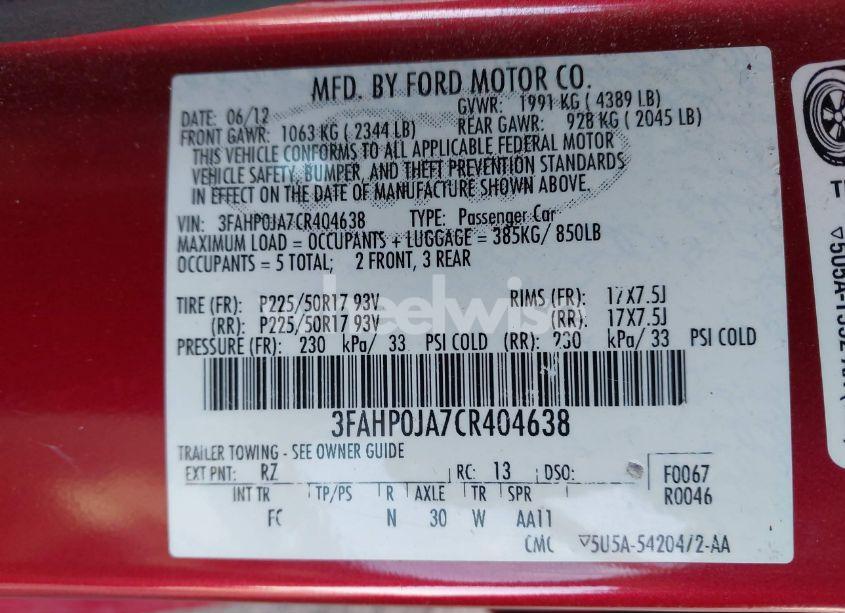 MFD. BY FORD MOTOR CO.
DATE: 06/12 GVWR: 1991 KG ( 4389 LB)
FRONT GAWR: 1063 KG ( 2344 LB) REAR GAWR: 928 KG ( 2045 LB)
THIS VEHICLE CONFORMS TO ALL APPLICABLE FEDERAL MOTOR
VEHICLE SAFETY, BUMPER, AND THEFT PREVENTION STANDARDS
IN EFFECT ON THE DATE OF MANUFACTURE SHOWN ABOVE.
VIN: 3FAHP0JA7CR404638 TYPE: Passenger Car
MAXIMUM LOAD = OCCUPANTS + LUGGAGE = 385KG/ 850LB
OCCUPANTS = 5 TOTAL; 2 FRONT, 3 REAR
TIRE (FR): P225/50R17 93V RIMS (FR): 17X7.5J
(RR): P225/50R17 93V (RR): 17X7.5J
PRESSURE (FR): 230 kPa/ 33 PSI COLD (RR): 230 kPa/ 33 PSI COLD
3FAHP0JA7CR404638
TRAILER TOWING - SEE OWNER GUIDE
EXT PNT: RZ RC: 13 DSO: F0067
INT TR TP/PS R AXLE TR SPR R0046
FC N 30 W AA11
CMC ▽5U5A-54204/2-AA